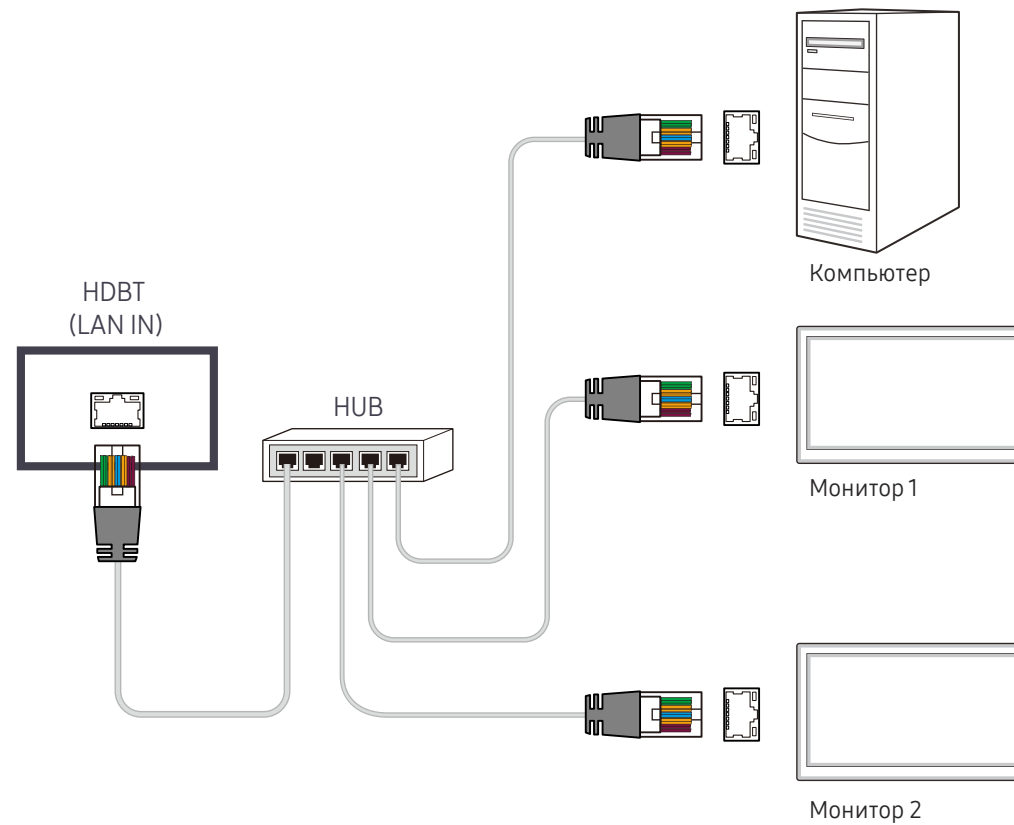 Компьютер
HDBT
(LAN IN)
HUB
Монитор 1
Монитор 2